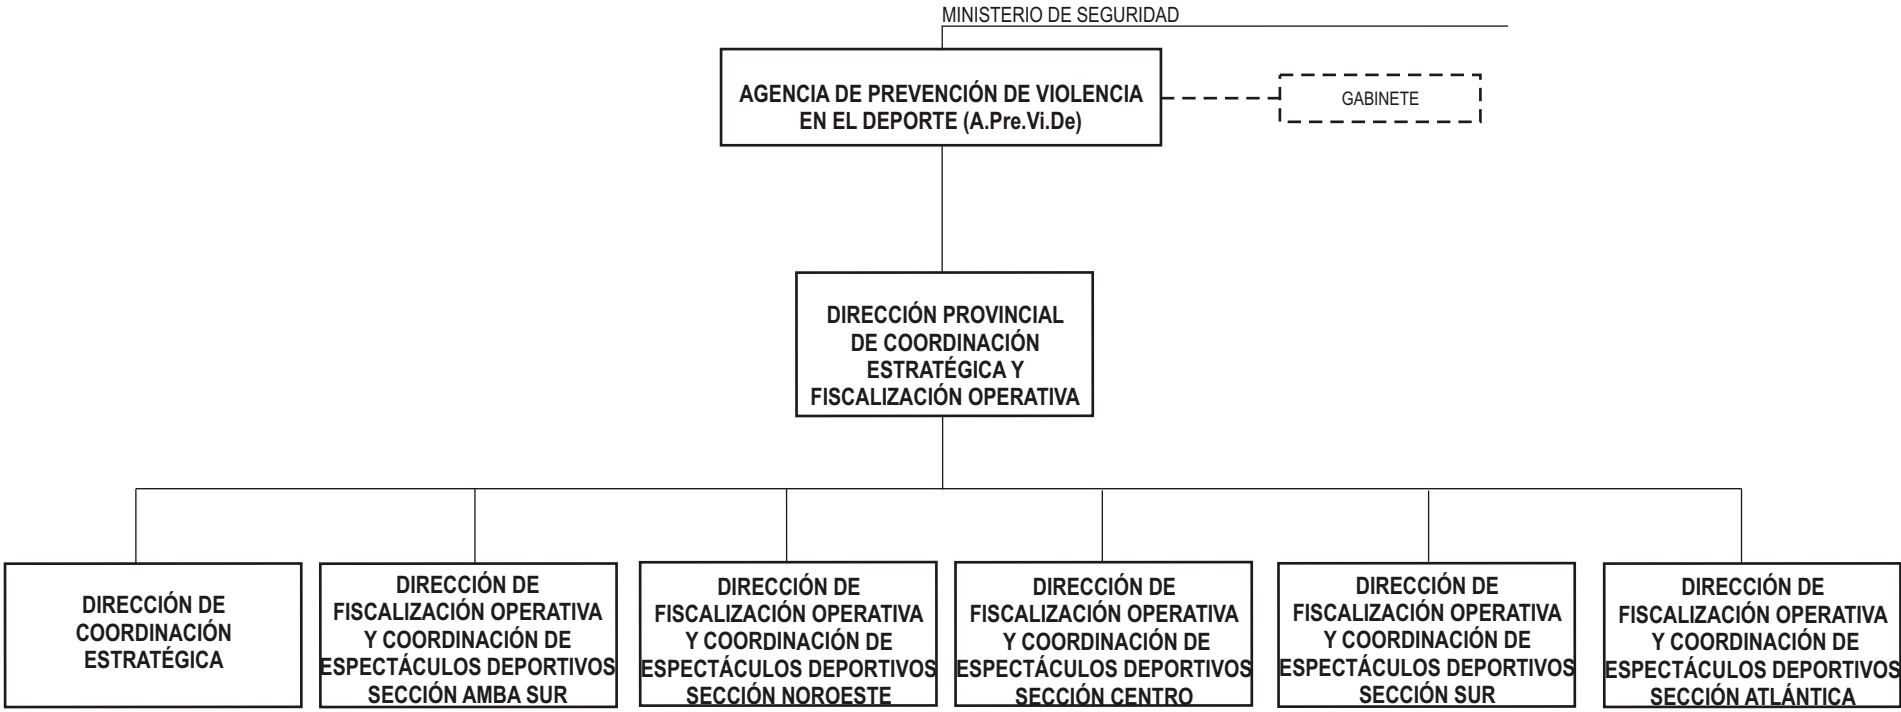 MINISTERIO DE SEGURIDAD
AGENCIA DE PREVENCIÓN DE VIOLENCIA
EN EL DEPORTE (A.Pre.Vi.De)
GABINETE
DIRECCIÓN PROVINCIAL
DE COORDINACIÓN
ESTRATÉGICA Y
FISCALIZACIÓN OPERATIVA
DIRECCIÓN DE
COORDINACIÓN
ESTRATÉGICA
DIRECCIÓN DE
FISCALIZACIÓN OPERATIVA
Y COORDINACIÓN DE
ESPECTÁCULOS DEPORTIVOS
SECCIÓN AMBA SUR
DIRECCIÓN DE
FISCALIZACIÓN OPERATIVA
Y COORDINACIÓN DE
ESPECTÁCULOS DEPORTIVOS
SECCIÓN NOROESTE
DIRECCIÓN DE
FISCALIZACIÓN OPERATIVA
Y COORDINACIÓN DE
ESPECTÁCULOS DEPORTIVOS
SECCIÓN CENTRO
DIRECCIÓN DE
FISCALIZACIÓN OPERATIVA
Y COORDINACIÓN DE
ESPECTÁCULOS DEPORTIVOS
SECCIÓN SUR
DIRECCIÓN DE
FISCALIZACIÓN OPERATIVA
Y COORDINACIÓN DE
ESPECTÁCULOS DEPORTIVOS
SECCIÓN ATLÁNTICA